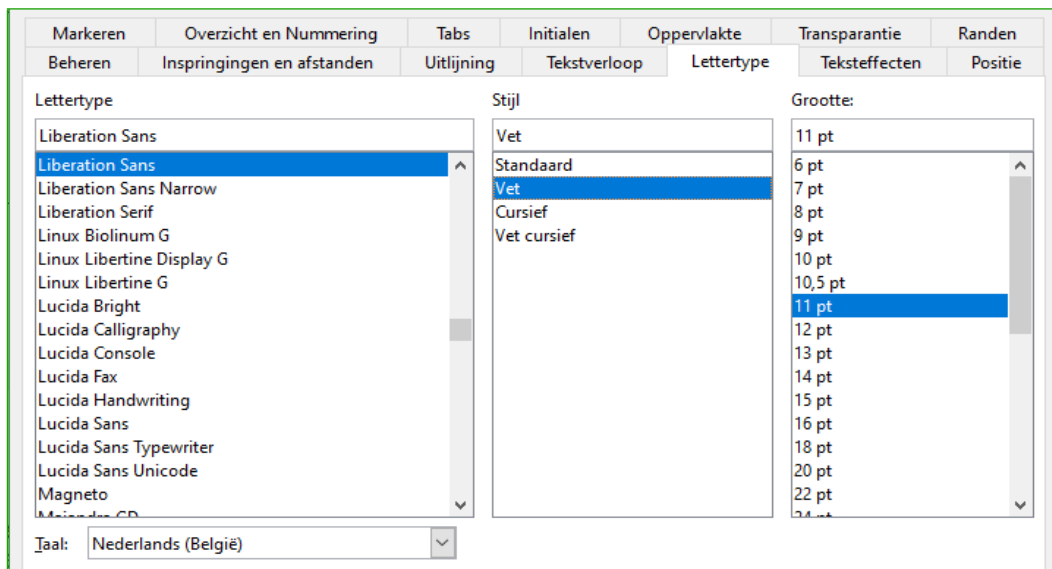 Markeren Overzicht en Nummering Tabs Initialen Oppervlakte Transparantie Randen
Beheren Inspringingen en afstanden Uitlijning Tekstverloop Lettertype Teksteffecten Positie
Lettertype Stijl Grootte:
Liberation Sans Vet 11 pt
Liberation Sans Standaard 6 pt
Liberation Sans Narrow Vet 7 pt
Liberation Serif Cursief 8 pt
Linux Biolinum G Vet cursief 9 pt
Linux Libertine Display G 10 pt
Linux Libertine G 10,5 pt
Lucida Bright 11 pt
Lucida Calligraphy 12 pt
Lucida Console 13 pt
Lucida Fax 14 pt
Lucida Handwriting 15 pt
Lucida Sans 16 pt
Lucida Sans Typewriter 18 pt
Lucida Sans Unicode 20 pt
Magneto 22 pt
Taal: Nederlands (België)